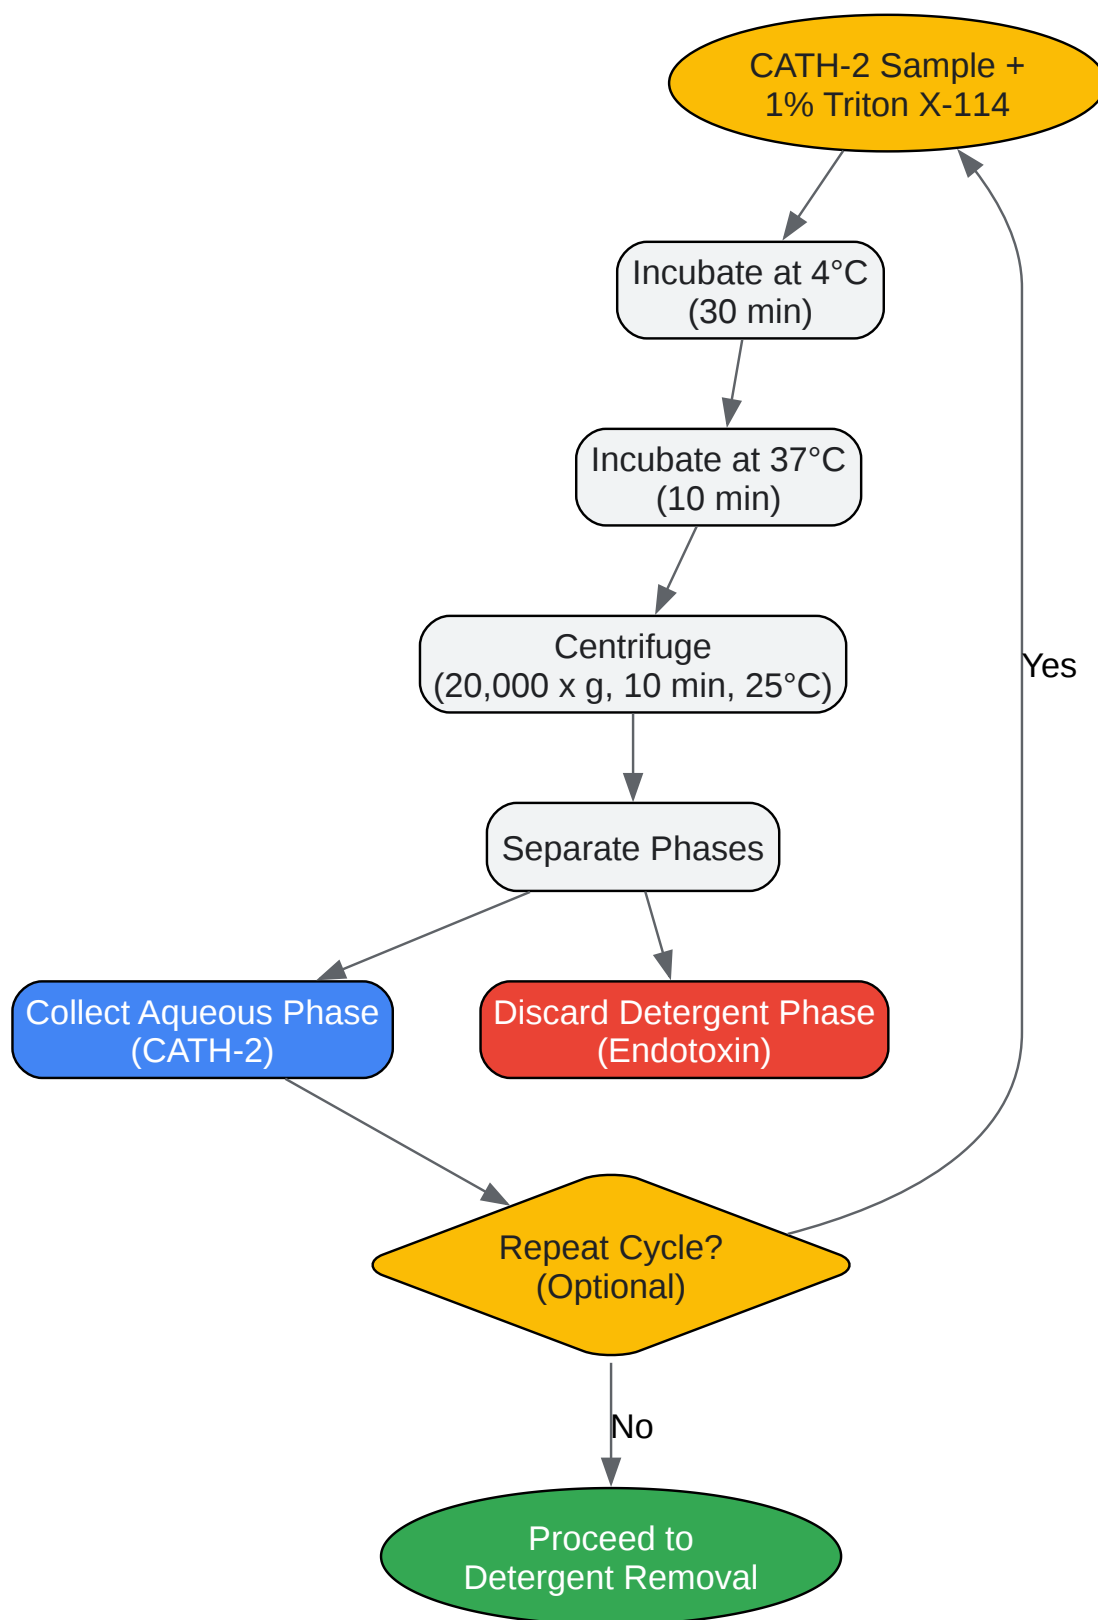 CATH-2 Sample +
1% Triton X-114
Incubate at 4°C
(30 min)
Incubate at 37°C
(10 min)
Centrifuge
(20,000 x g, 10 min, 25°C)
Yes
Separate Phases
Collect Aqueous Phase
(CATH-2)
Discard Detergent Phase
(Endotoxin)
Repeat Cycle?
(Optional)
No
Proceed to
Detergent Removal